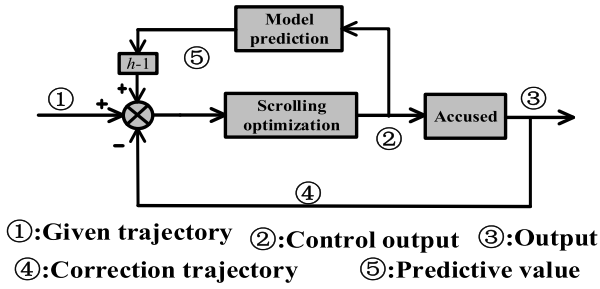 Model
prediction
⑤
h-1
+
① + Scrolling
optimization
② Accused ③
−
④
①:Given trajectory ②:Control output ③:Output
④:Correction trajectory ⑤:Predictive value